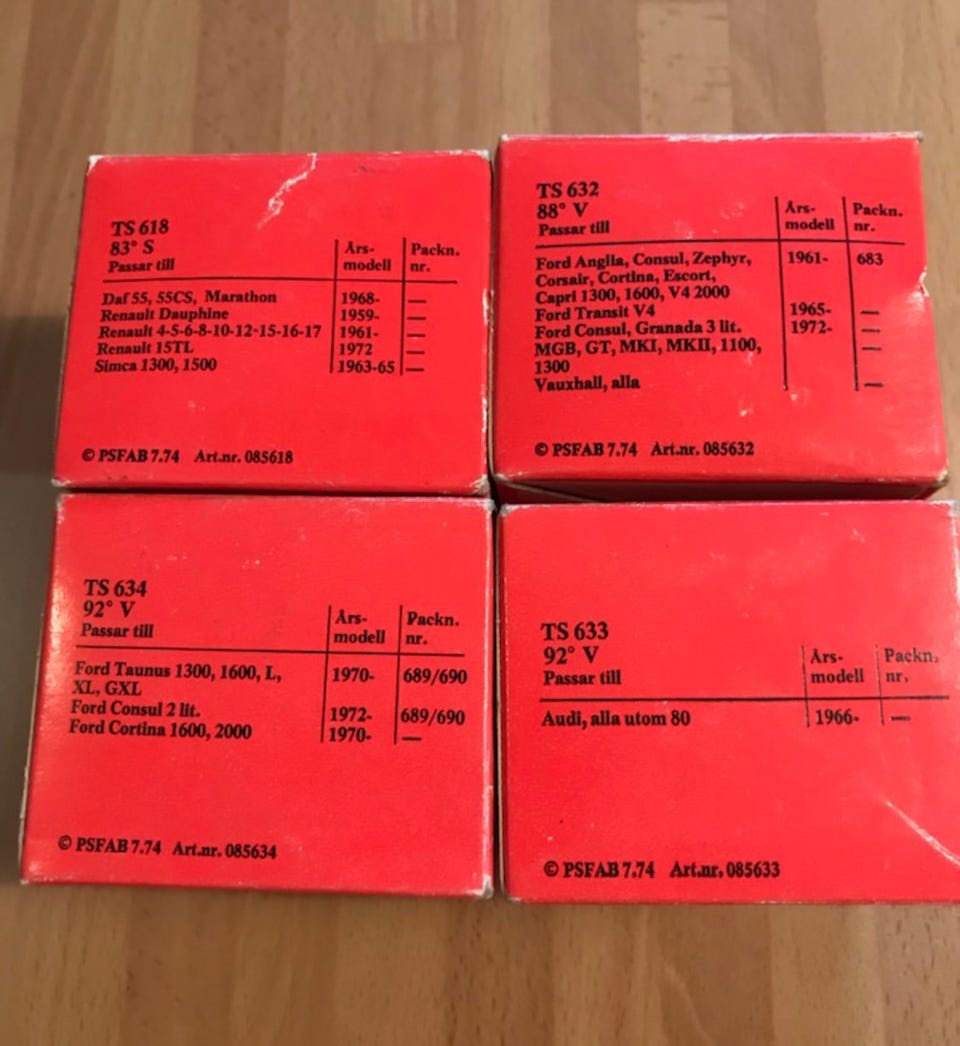 TS 618
83° S
Passar till
Års-
modell
Packn.
nr.
Daf 55, 55CS, Marathon 1968- —
Renault Dauphine 1959- —
Renault 4-5-6-8-10-12-15-16-17 1961- —
Renault 15TL 1972 —
Simca 1300, 1500 1963-65 —
© PSFAB 7.74 Art.nr. 085618
TS 632
88° V
Passar till
Års-
modell
Packn.
nr.
Ford Anglia, Consul, Zephyr, 1961- 683
Corsair, Cortina, Escort,
Capri 1300, 1600, V4 2000
Ford Transit V4 1965- —
Ford Consul, Granada 3 lit. 1972- —
MGB, GT, MKI, MKII, 1100, —
1300
Vauxhall, alla —
© PSFAB 7.74 Art.nr. 085632
TS 634
92° V
Passar till
Års-
modell
Packn.
nr.
Ford Taunus 1300, 1600, L, 1970- 689/690
XL, GXL
Ford Consul 2 lit. 1972- 689/690
Ford Cortina 1600, 2000 1970- —
© PSFAB 7.74 Art.nr. 085634
TS 633
92° V
Passar till
Års-
modell
Packn.
nr.
Audi, alla utom 80 1966- —
© PSFAB 7.74 Art.nr. 085633